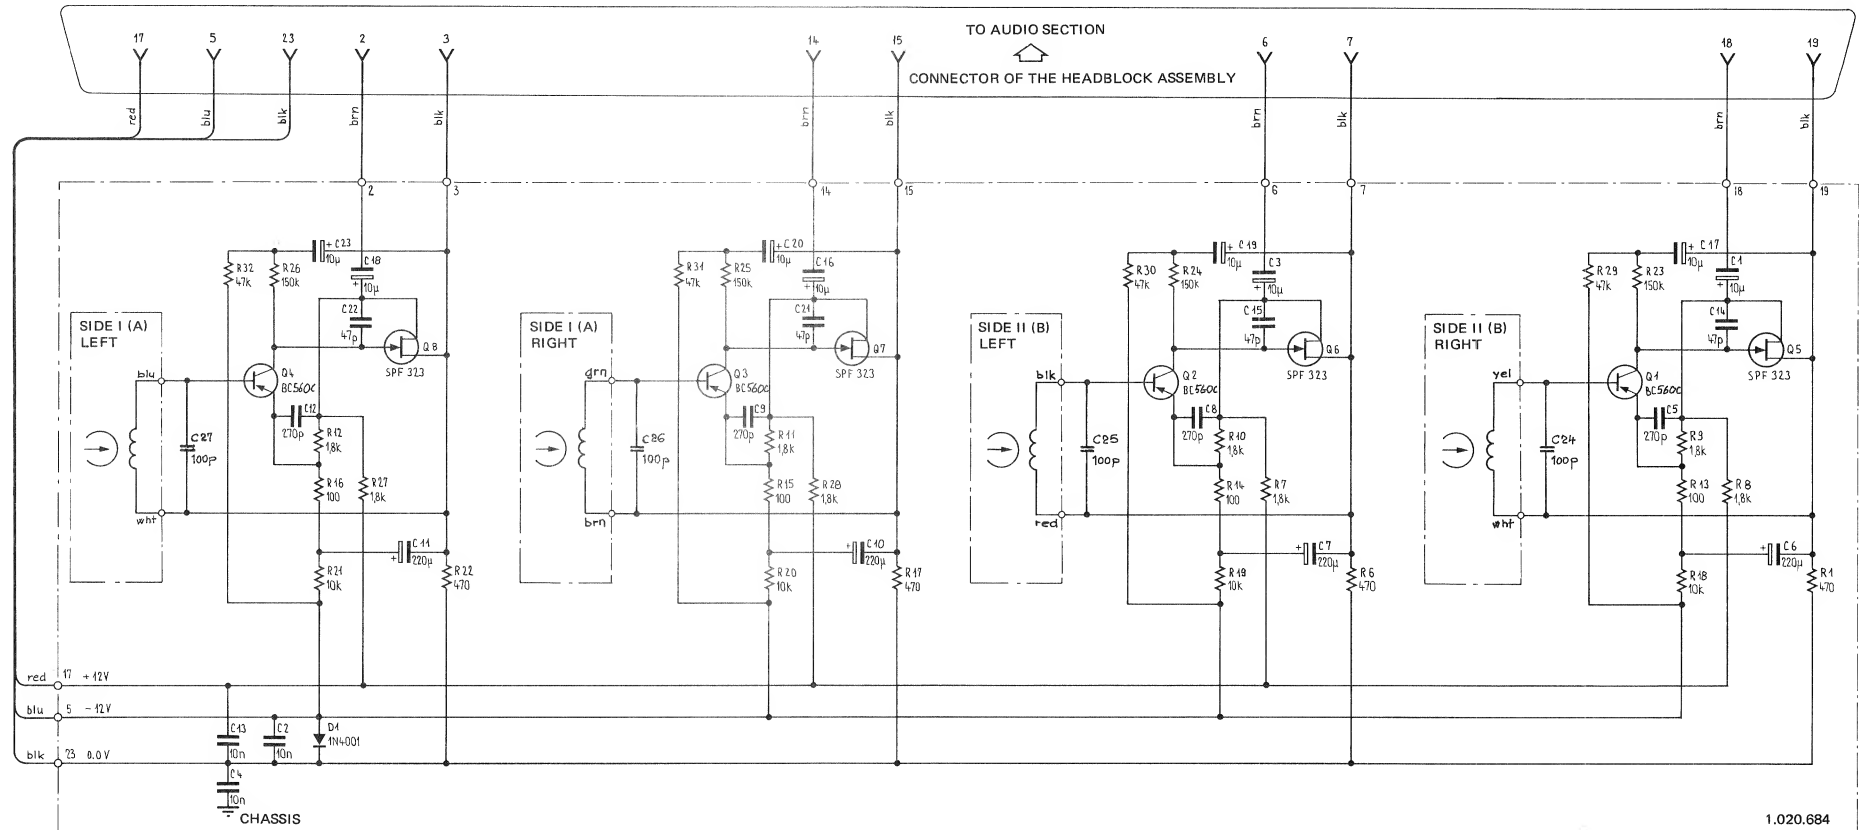 TO AUDIO SECTION
CONNECTOR OF THE HEADBLOCK ASSEMBLY
17 5 23 2 3 14 15 6 7 18 19
red blu blk brn blk brn blk brn blk brn blk
2 3 14 15 6 7 18 19
SIDE I (A)
LEFT
blu
wht
C27
100p
R32
47k
R26
150k
+ C23
10µ
C18
+ 10µ
C22
47p
Q8
SPF 323
Q4
BC560C
C12
270p
R12
1,8k
R16
100
R27
1,8k
+ C11
220µ
R21
10k
R22
470
SIDE I (A)
RIGHT
grn
brn
C26
100p
R31
47k
R25
150k
+ C20
10µ
C16
+ 10µ
C21
47p
Q7
SPF 323
Q3
BC560C
C9
270p
R11
1,8k
R15
100
R28
1,8k
+ C10
220µ
R20
10k
R17
470
SIDE II (B)
LEFT
blk
red
C25
100p
R30
47k
R24
150k
+ C19
10µ
C3
+ 10µ
C15
47p
Q6
SPF 323
Q2
BC560C
C8
270p
R10
1,8k
R14
100
R7
1,8k
+ C7
220µ
R19
10k
R6
470
SIDE II (B)
RIGHT
yel
wht
C24
100p
R29
47k
R23
150k
+ C17
10µ
C1
+ 10µ
C14
47p
Q5
SPF 323
Q1
BC560C
C5
270p
R9
1,8k
R13
100
R8
1,8k
+ C6
220µ
R18
10k
R1
470
red 17 +12V
blu 5 -12V
blk 23 0.0V
C13
10n
C2
10n
D1
1N4001
C4
10n
CHASSIS
1.020.684